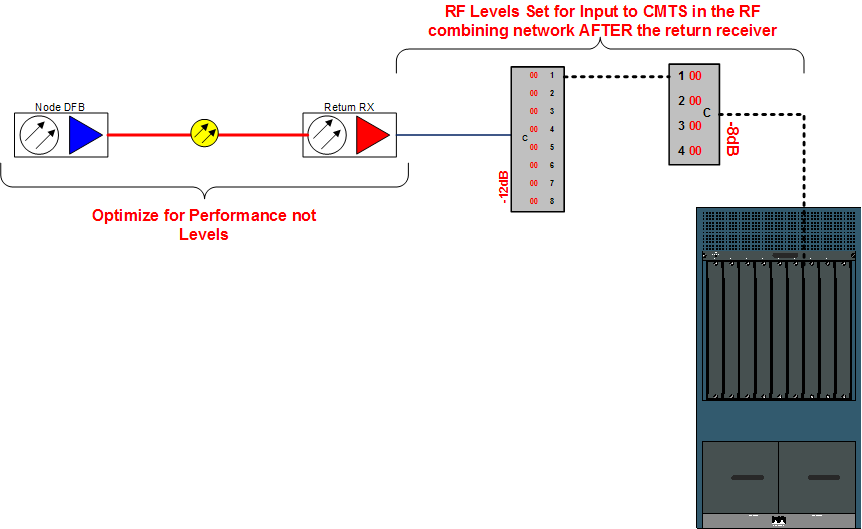 RF Levels Set for Input to CMTS in the RF
combining network AFTER the return receiver
Node DFB
Return RX
00 1
00 2
00 3
00 4
C
00 5
00 6
00 7
00 8
-12dB
1 00
2 00
C
3 00
4 00
-8dB
Optimize for Performance not
Levels